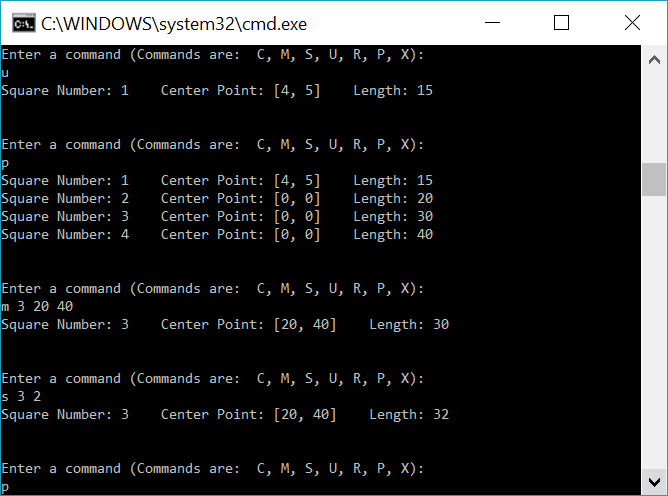 C:\WINDOWS\system32\cmd.exe
Enter a command (Commands are:  C, M, S, U, R, P, X):
u
Square Number: 1    Center Point: [4, 5]    Length: 15
Enter a command (Commands are:  C, M, S, U, R, P, X):
p
Square Number: 1    Center Point: [4, 5]    Length: 15
Square Number: 2    Center Point: [0, 0]    Length: 20
Square Number: 3    Center Point: [0, 0]    Length: 30
Square Number: 4    Center Point: [0, 0]    Length: 40
Enter a command (Commands are:  C, M, S, U, R, P, X):
m 3 20 40
Square Number: 3    Center Point: [20, 40]    Length: 30
Enter a command (Commands are:  C, M, S, U, R, P, X):
s 3 2
Square Number: 3    Center Point: [20, 40]    Length: 32
Enter a command (Commands are:  C, M, S, U, R, P, X):
p